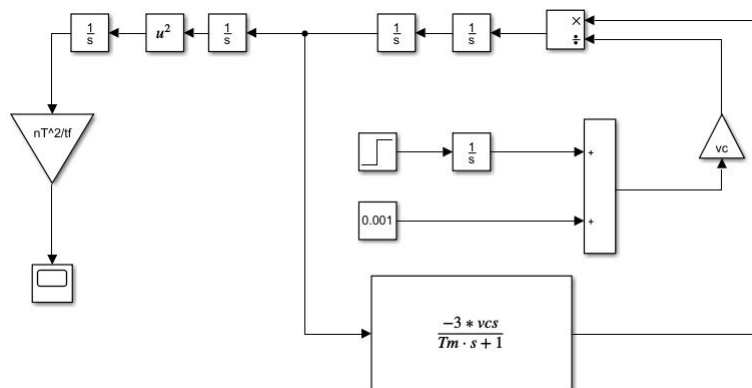 1/s
u²
1/s
1/s
1/s
×
÷
nT^2/tf
1/s
+
vc
0.001
+
−3 * vcs
Tm · s + 1